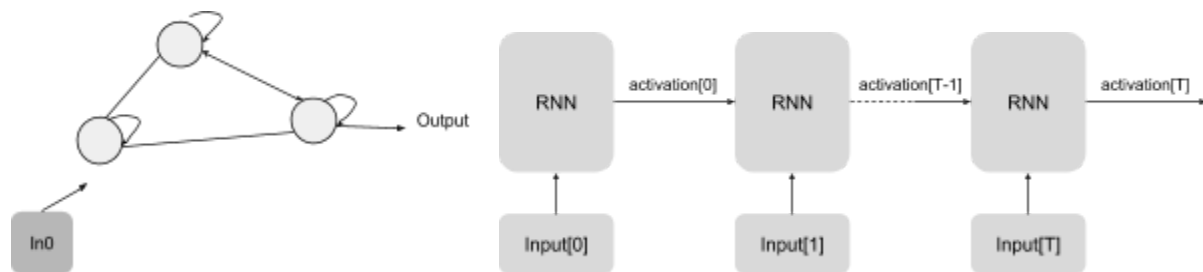 Output
In0
RNN
activation[0]
RNN
activation[T-1]
RNN
activation[T]
Input[0]
Input[1]
Input[T]